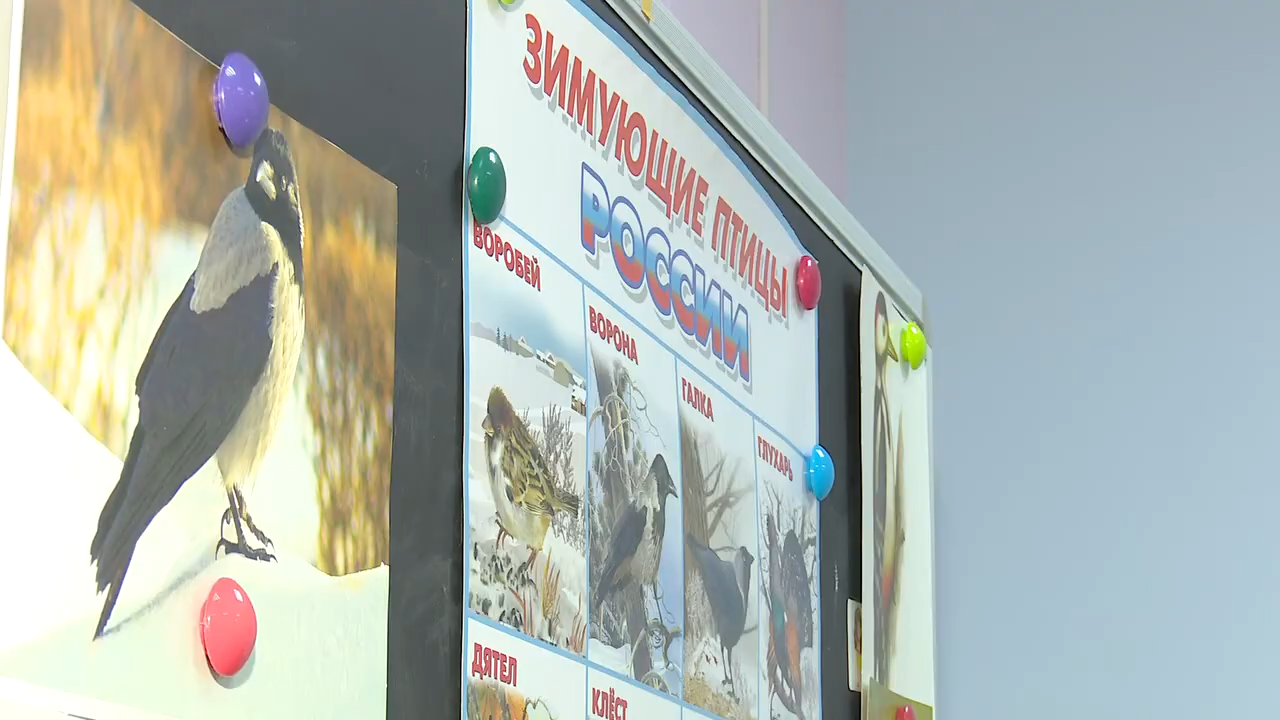 ЗИМУЮЩИЕ ПТИЦЫ
РОССИИ
ВОРОБЕЙ
ВОРОНА
ГАЛКА
ГЛУХАРЬ
ДЯТЕЛ
КЛЁСТ